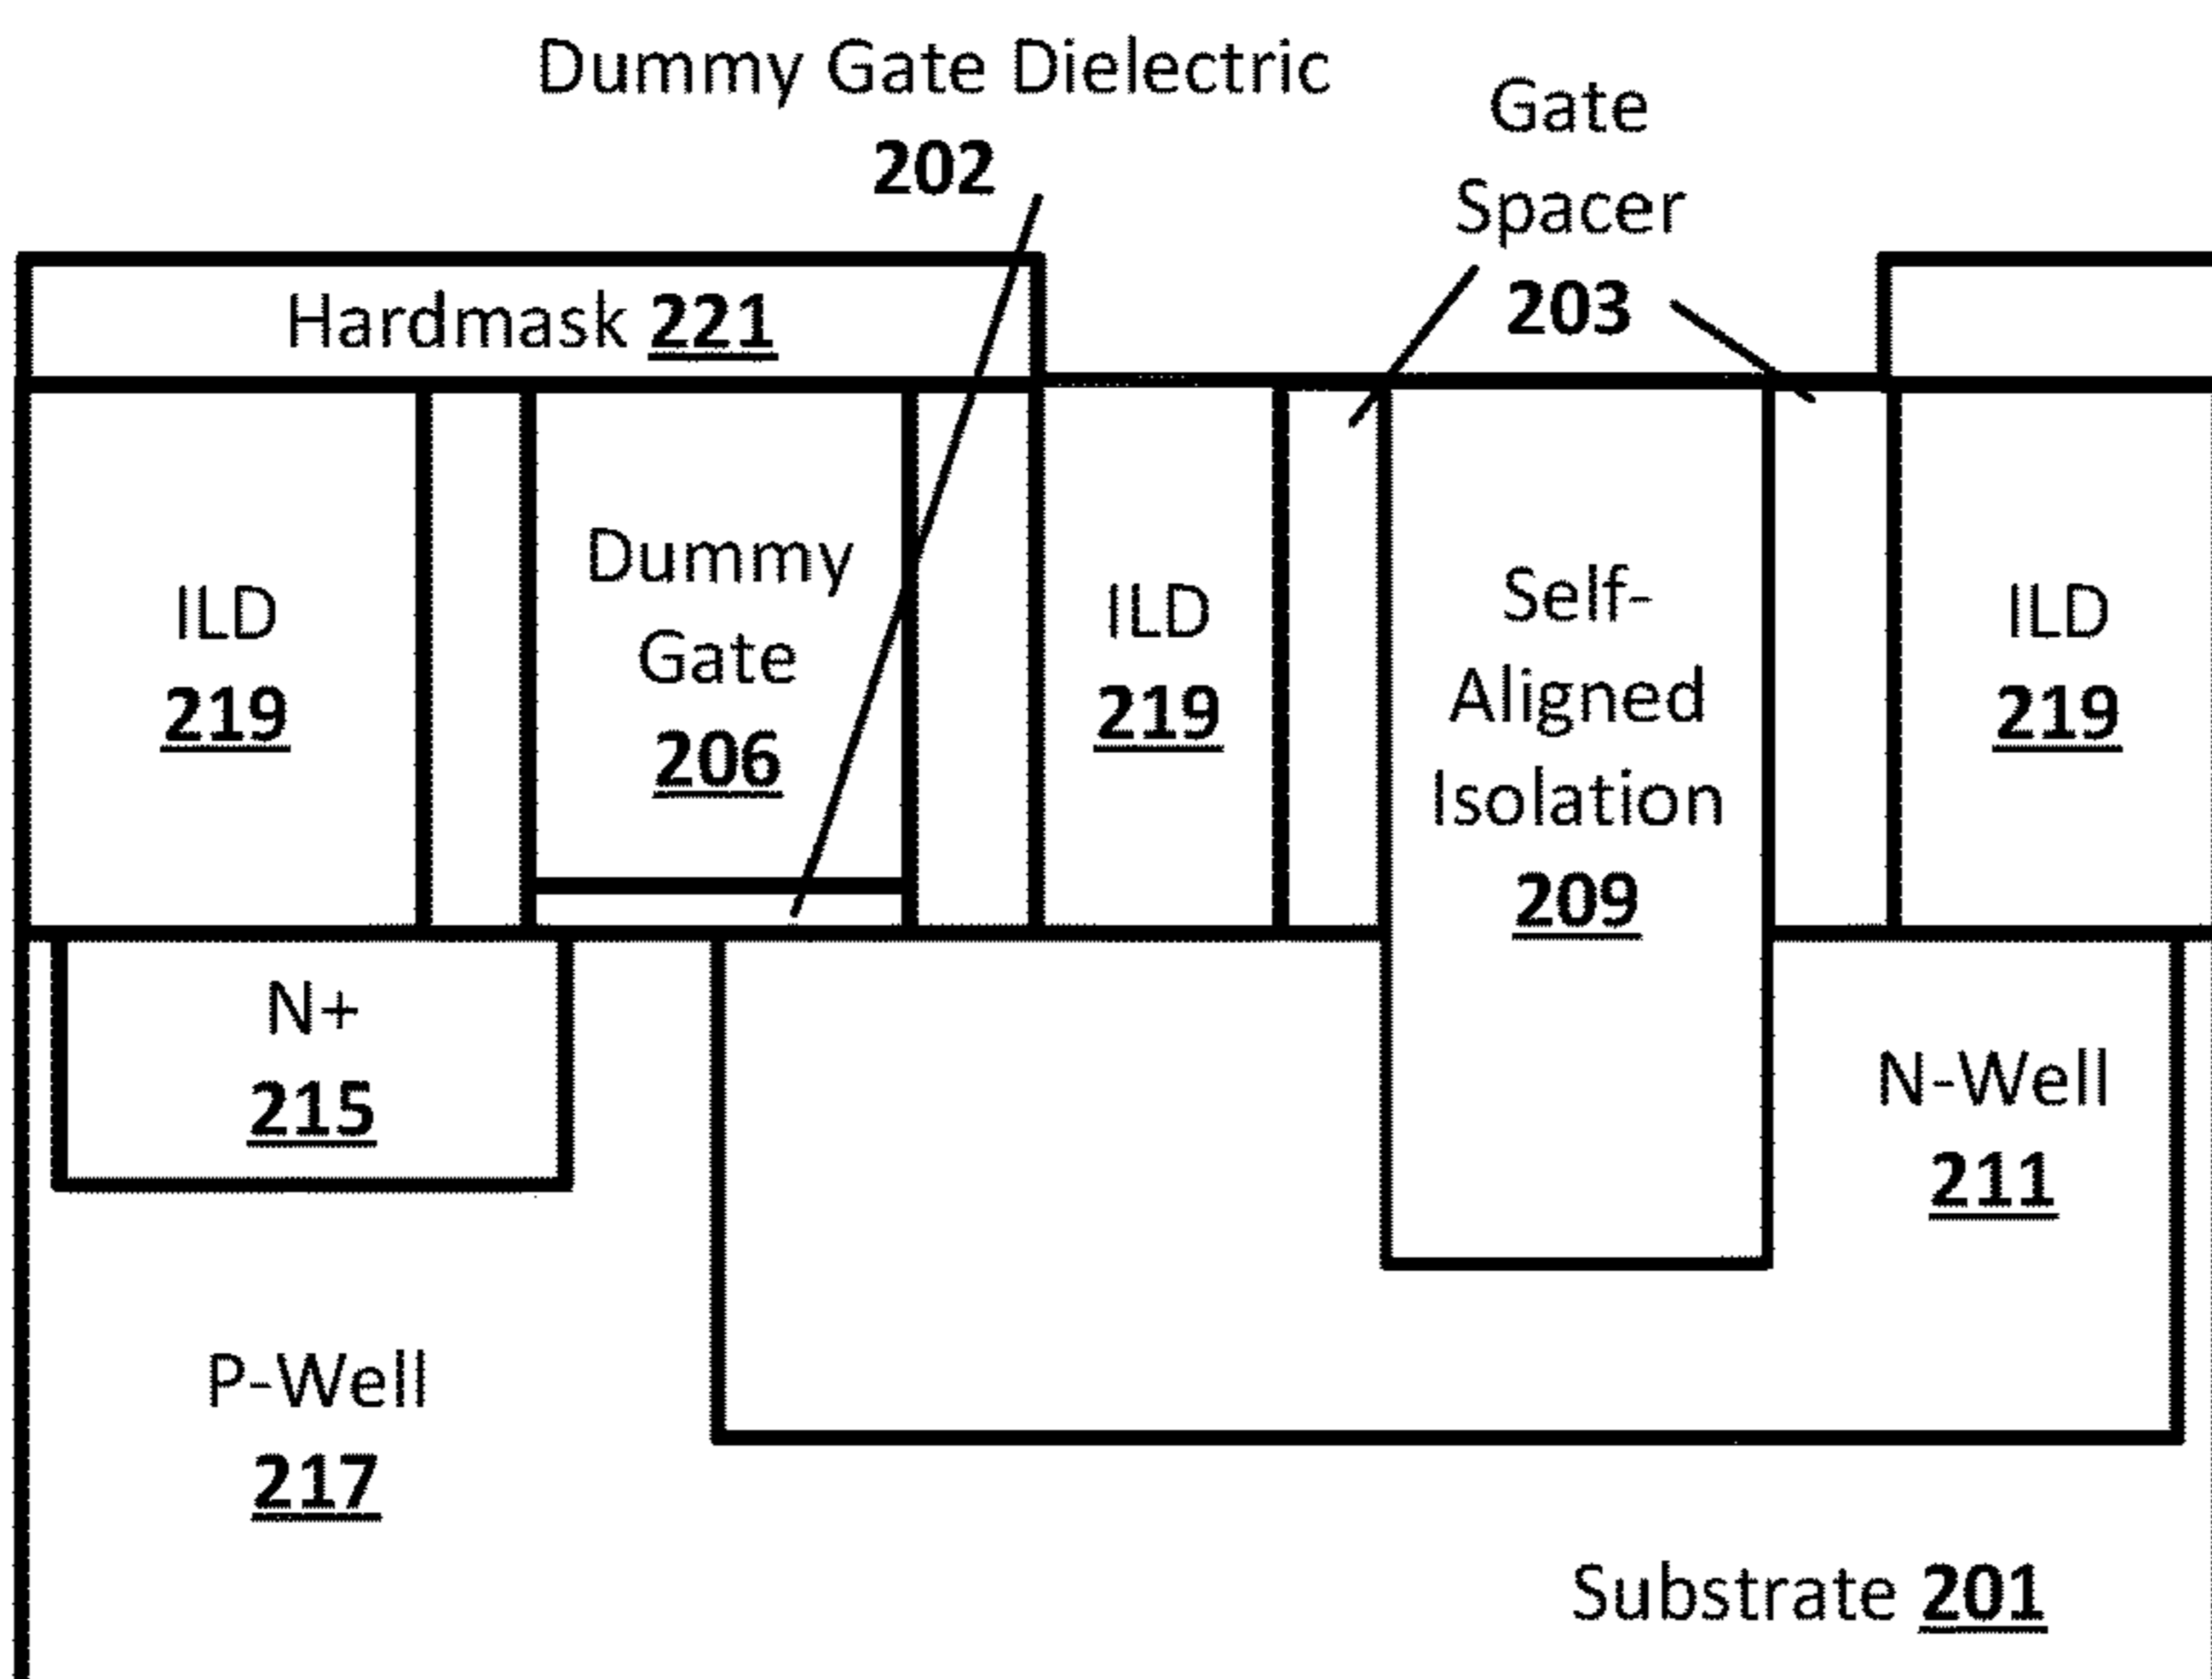 Dummy Gate Dielectric
202
Gate
Spacer
203
Hardmask 221
ILD
219
Dummy
Gate
206
ILD
219
Self-
Aligned
Isolation
209
ILD
219
N+
215
N-Well
211
P-Well
217
Substrate 201